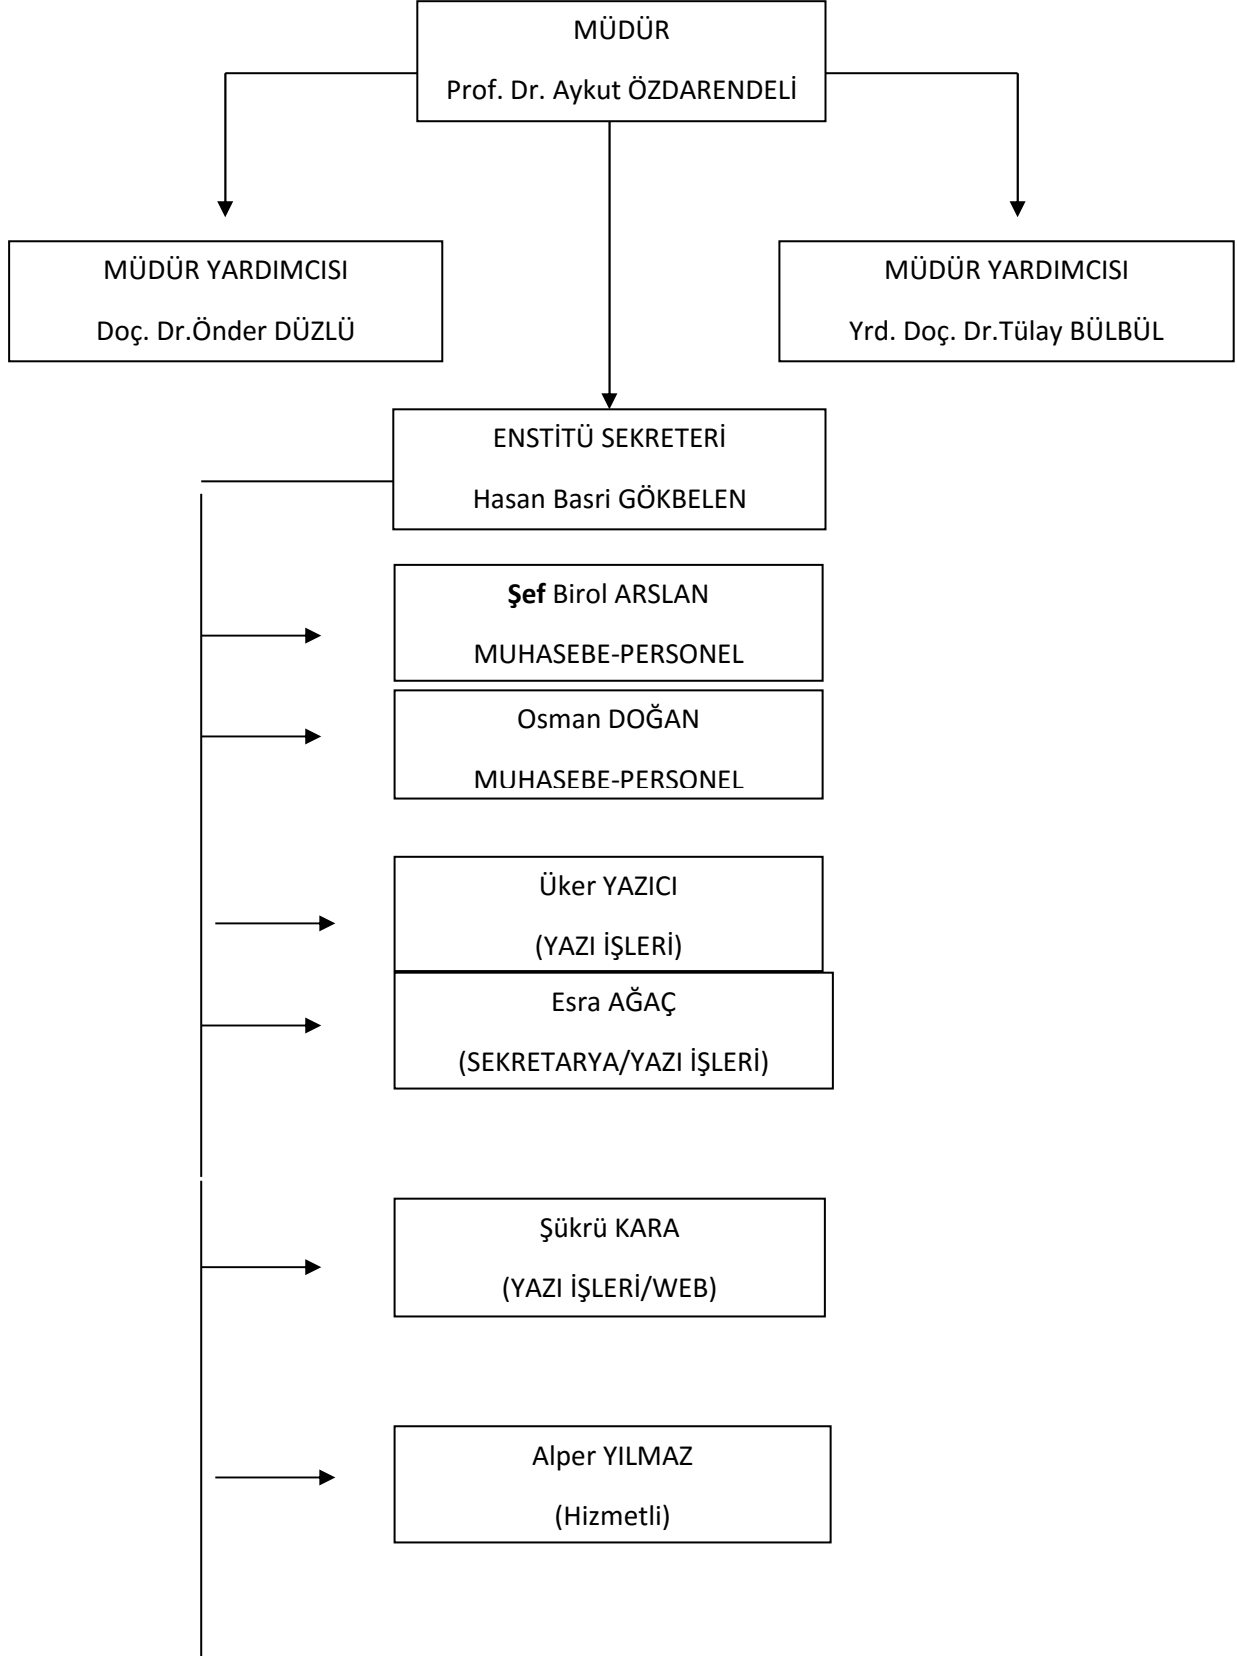 MÜDÜR
Prof. Dr. Aykut ÖZDARENDELİ
MÜDÜR YARDIMCISI
Doç. Dr.Önder DÜZLÜ
MÜDÜR YARDIMCISI
Yrd. Doç. Dr.Tülay BÜLBÜL
ENSTİTÜ SEKRETERİ
Hasan Basri GÖKBELEN
Şef Birol ARSLAN
MUHASEBE-PERSONEL
Osman DOĞAN
MUHASEBE-PERSONEL
Üker YAZICI
(YAZI İŞLERİ)
Esra AĞAÇ
(SEKRETARYA/YAZI İŞLERİ)
Şükrü KARA
(YAZI İŞLERİ/WEB)
Alper YILMAZ
(Hizmetli)